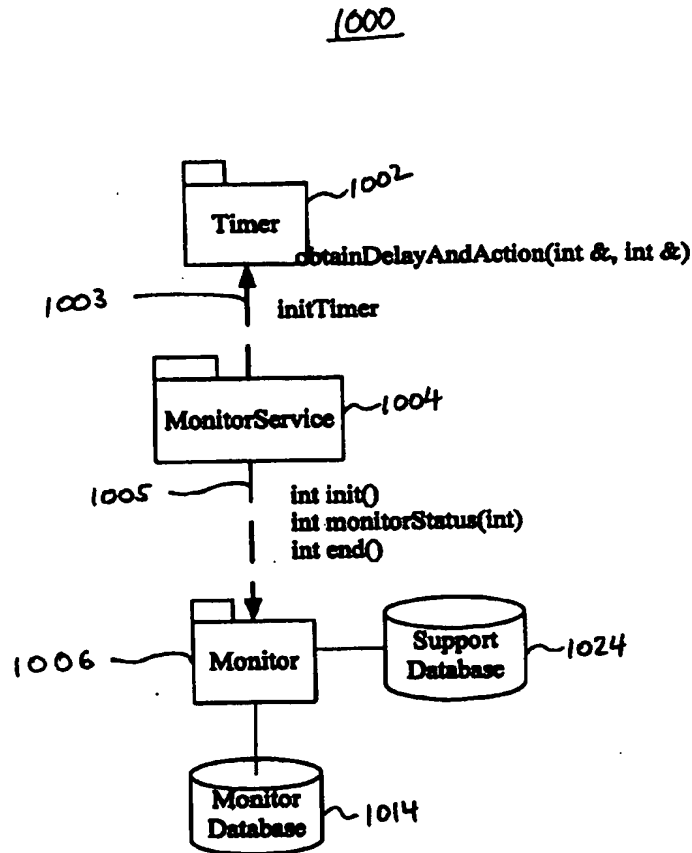 1000
1002
Timer
obtainDelayAndAction(int &, int &)
1003
initTimer
MonitorService
1004
1005
int init()
int monitorStatus(int)
int end()
1006
Monitor
Support
Database
1024
Monitor
Database
1014